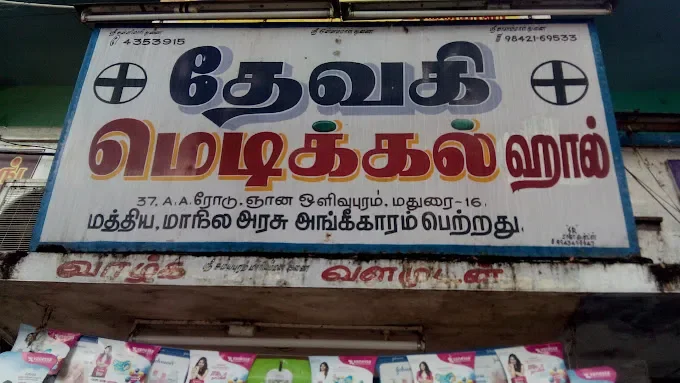 4353915
98421-69533
தேவகி
மெடிக்கல் ஹால்
37, A.A.ரோடு, ஞான ஒளிவுபுரம், மதுரை-16.
மத்திய, மாநில அரசு அங்கீகாரம் பெற்றது.
வாழ்க வளமுடன்